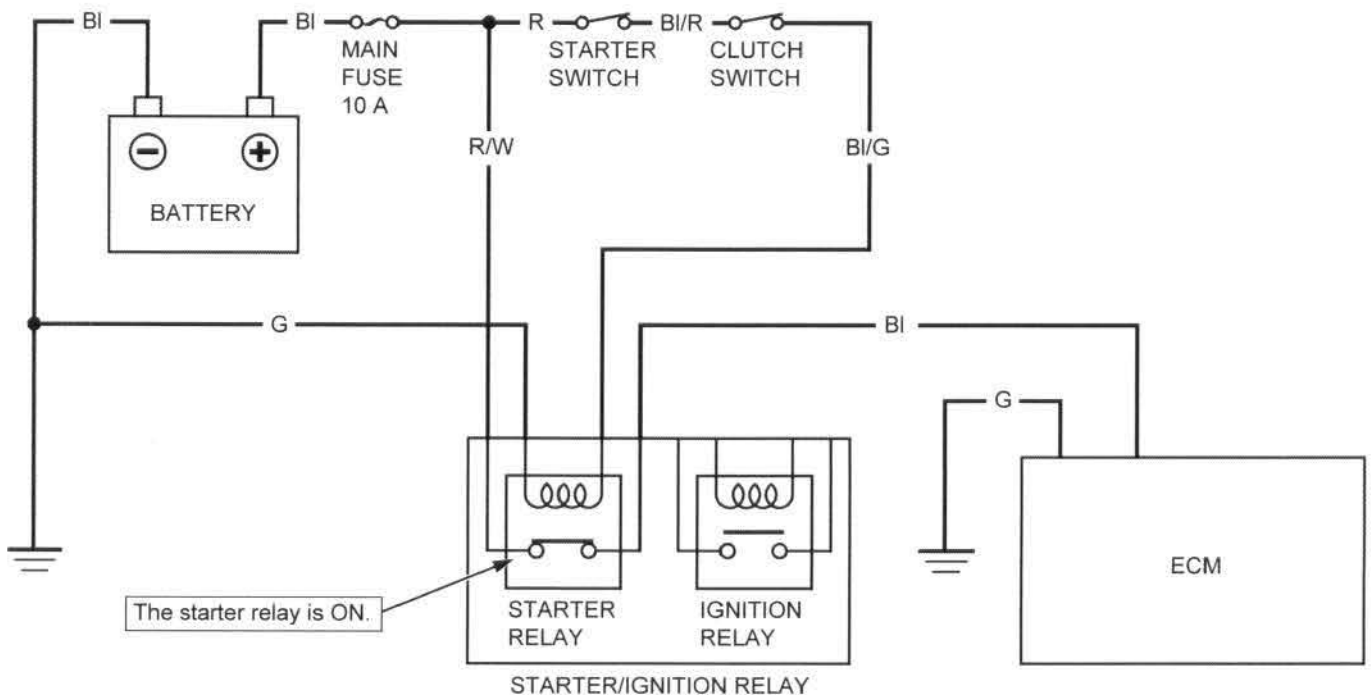 Bl
Bl
R
Bl/R
MAIN
FUSE
10 A
STARTER
SWITCH
CLUTCH
SWITCH
R/W
Bl/G
BATTERY
G
Bl
G
ECM
The starter relay is ON.
STARTER
RELAY
IGNITION
RELAY
STARTER/IGNITION RELAY